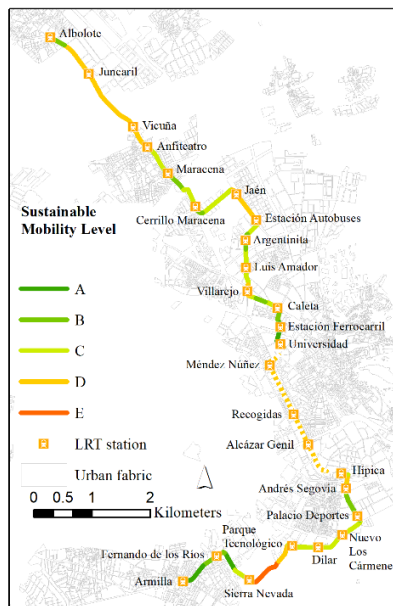 Albolote
Juncaril
Vicuña
Anfiteatro
Maracena
Jaén
Sustainable
Mobility Level
Cerrillo Maracena
Estación Autobuses
Argentinita
Luis Amador
A
Villarejo
B
Caleta
C
Estación Ferrocarril
D
Universidad
E
Méndez Núñez
LRT station
Recogidas
Urban fabric
Alcázar Genil
Hípica
0 0.5 1 2
Kilometers
Andrés Segovia
Palacio Deportes
Parque
Tecnológico
Nuevo
Los
Cármene
Fernando de los Ríos
Dilar
Armilla
Sierra Nevada